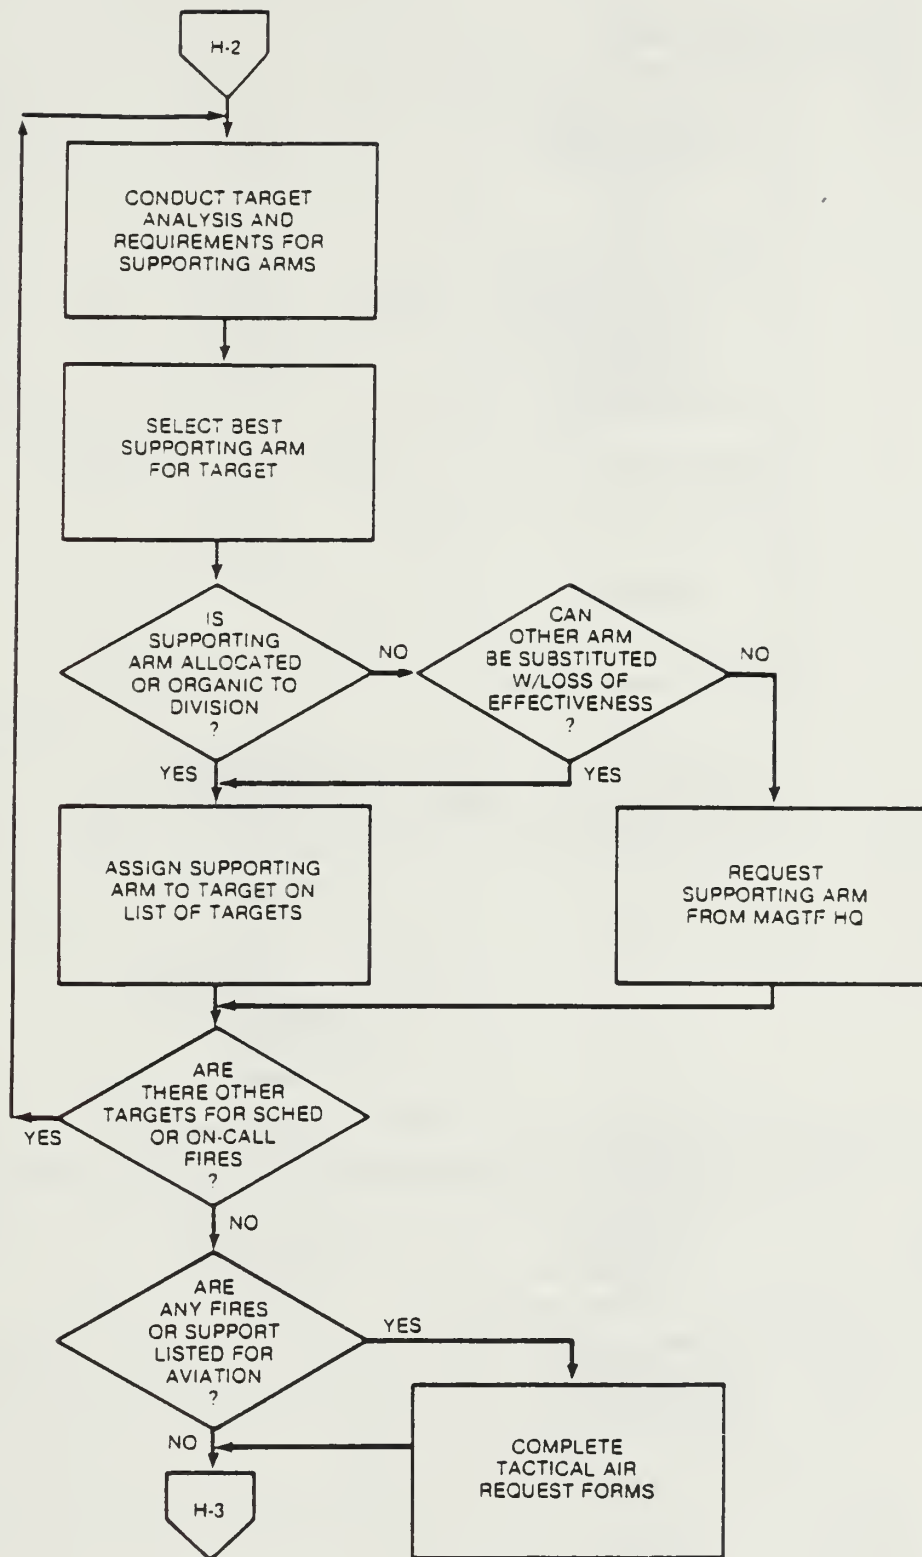 H-2
CONDUCT TARGET
ANALYSIS AND
REQUIREMENTS FOR
SUPPORTING ARMS
SELECT BEST
SUPPORTING ARM
FOR TARGET
IS
SUPPORTING
ARM ALLOCATED
OR ORGANIC TO
DIVISION
?
NO
CAN
OTHER ARM
BE SUBSTITUTED
W/LOSS OF
EFFECTIVENESS
?
NO
YES
YES
ASSIGN SUPPORTING
ARM TO TARGET ON
LIST OF TARGETS
REQUEST
SUPPORTING ARM
FROM MAGTF HQ
ARE
THERE OTHER
TARGETS FOR SCHED
OR ON-CALL
FIRES
?
YES
NO
ARE
ANY FIRES
OR SUPPORT
LISTED FOR
AVIATION
?
YES
NO
COMPLETE
TACTICAL AIR
REQUEST FORMS
H-3